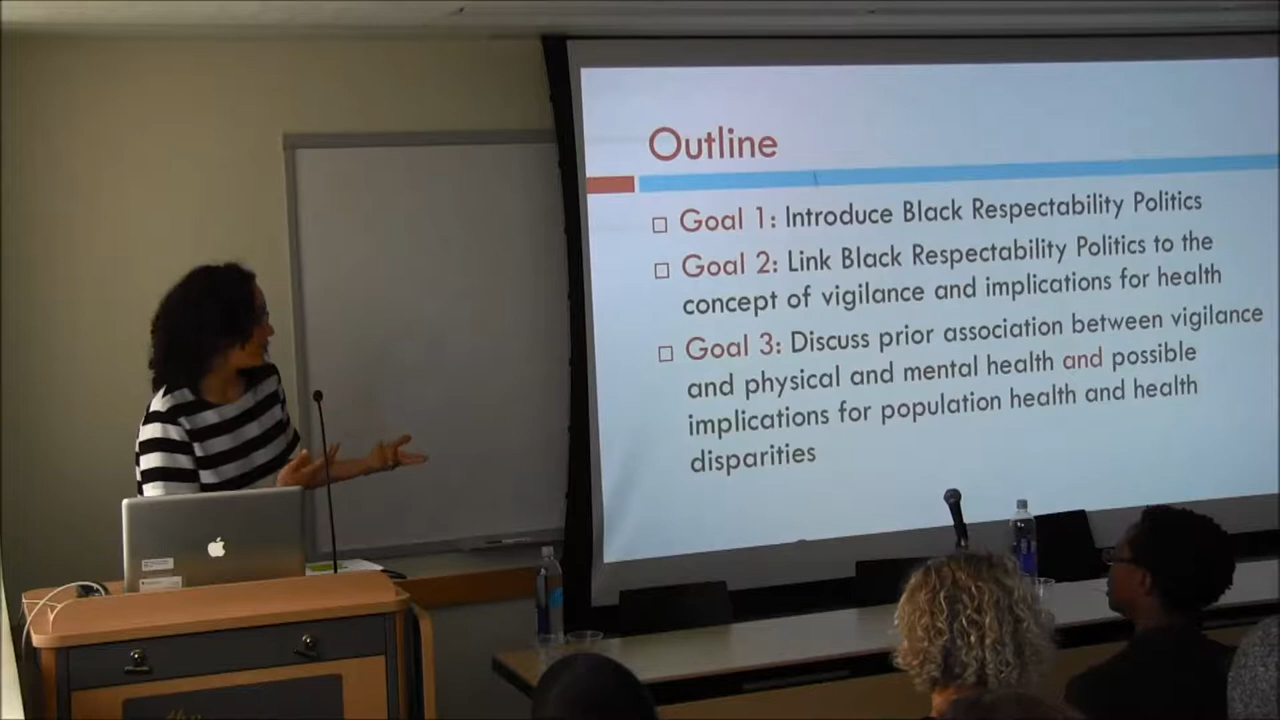 Outline
Goal 1: Introduce Black Respectability Politics
Goal 2: Link Black Respectability Politics to the
concept of vigilance and implications for health
Goal 3: Discuss prior association between vigilance
and physical and mental health and possible
implications for population health and health
disparities